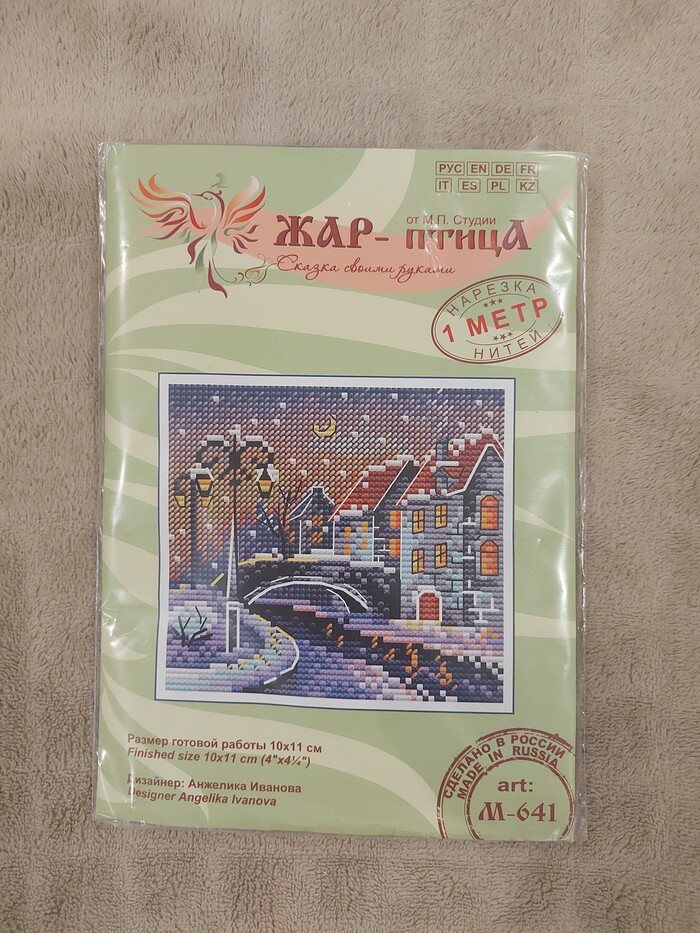 РУС EN DE FR
IT ES PL KZ
от М.П. Студии
ЖАР-ПТИЦА
Сказка своими руками
НАРЕЗКА
1 МЕТР
НИТЕЙ
Размер готовой работы 10x11 см
Finished size 10x11 cm (4"x4¼")
Дизайнер: Анжелика Иванова
Designer Angelika Ivanova
СДЕЛАНО В РОССИИ
MADE IN RUSSIA
art:
М-641